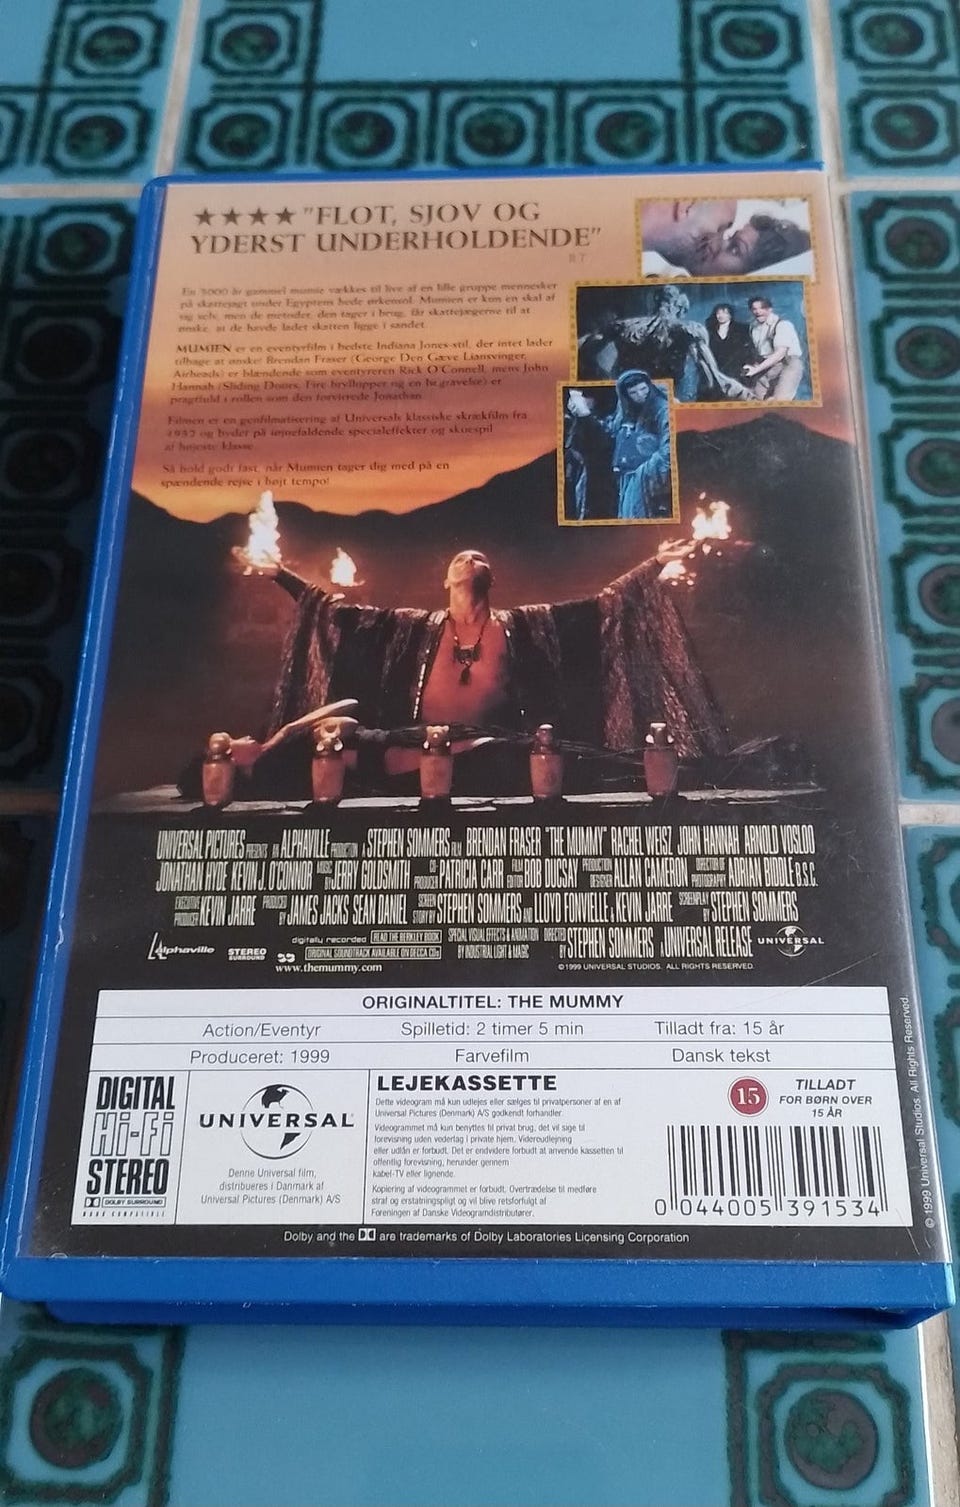 ★★★★ "FLOT, SJOV OG
YDERST UNDERHOLDENDE"
B.T.
En 3000 år gammel mumie vækkes til live af en lille gruppe mennesker
på skattejagt under Egyptens hede ørkensol. Mumien er kun en skal af
sig selv, men de metoder, den tager i brug, får skattejægerne til at
ønske, at de havde ladet skatten ligge i sandet.
MUMIEN er en eventyrfilm i bedste Indiana Jones-stil, der intet lader
tilbage at ønske! Brendan Fraser (George Den Gæve Liansvinger,
Airheads) er blændende som eventyreren Rick O'Connell, mens John
Hannah (Sliding Doors, Fire bryllupper og en begravelse) er
pragtfuld i rollen som den forvirrede Jonathan.
Filmen er en genfilmatisering af Universals klassiske skrækfilm fra
1932 og byder på iøjnefaldende specialeffekter og skuespil
af højeste klasse.
Så hold godt fast, når Mumien tager dig med på en
spændende rejse i højt tempo!
UNIVERSAL PICTURES PRESENTS AN ALPHAVILLE PRODUCTION A STEPHEN SOMMERS FILM BRENDAN FRASER "THE MUMMY" RACHEL WEISZ JOHN HANNAH ARNOLD VOSLOO
JONATHAN HYDE KEVIN J. O'CONNOR MUSIC BY JERRY GOLDSMITH CO-PRODUCER PATRICIA CARR FILM EDITOR BOB DUCSAY PRODUCTION DESIGNER ALLAN CAMERON DIRECTOR OF PHOTOGRAPHY ADRIAN BIDDLE B.S.C.
EXECUTIVE PRODUCER KEVIN JARRE PRODUCED BY JAMES JACKS SEAN DANIEL SCREEN STORY BY STEPHEN SOMMERS AND LLOYD FONVIELLE & KEVIN JARRE SCREENPLAY BY STEPHEN SOMMERS
Alphaville STEREO SURROUND digitally recorded READ THE BERKLEY BOOK SPECIAL VISUAL EFFECTS & ANIMATION BY INDUSTRIAL LIGHT & MAGIC DIRECTED BY STEPHEN SOMMERS A UNIVERSAL RELEASE UNIVERSAL
ORIGINAL SOUNDTRACK AVAILABLE ON DECCA CDs
www.themummy.com
©1999 UNIVERSAL STUDIOS. ALL RIGHTS RESERVED.
ORIGINALTITEL: THE MUMMY
Action/Eventyr Spilletid: 2 timer 5 min Tilladt fra: 15 år
Produceret: 1999 Farvefilm Dansk tekst
DIGITAL
Hi-Fi
STEREO
DOLBY SURROUND
UNIVERSAL
Denne Universal film,
distribueres i Danmark af
Universal Pictures (Denmark) A/S
LEJEKASSETTE
Dette videogram må kun udlejes eller sælges til privatpersoner af en af
Universal Pictures (Denmark) A/S godkendt forhandler.
Videogrammet må kun benyttes til privat brug, det vil sige til
forevisning uden vederlag i private hjem. Videreudlejning
eller udlån er forbudt. Det er endvidere forbudt at anvende kassetten til
offentlig forevisning, herunder gennem
kabel-TV eller lignende.
Kopiering af videogrammet er forbudt. Overtrædelse til medføre
straf og erstatningspligt og vil blive retsforfulgt af
Foreningen af Danske Videogramdistributører.
15
TILLADT
FOR BØRN OVER
15 ÅR
0 044005 391534
Dolby and the DD are trademarks of Dolby Laboratories Licensing Corporation
© 1999 Universal Studios. All Rights Reserved.